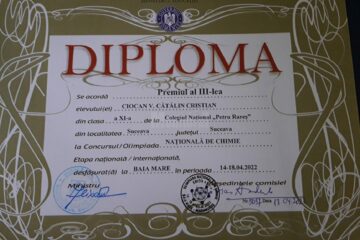 DIPLOMA
Se acordă Premiul al III-lea
elevului(ei) CIOCAN V. CĂTĂLIN CRISTIAN
din clasa a XI-a de la Colegiul Național „Petru Rareș”
din localitatea Suceava județul Suceava
la Concursul/Olimpiada NAȚIONALĂ DE CHIMIE
Etapa națională / internațională,
desfășurat(ă) la BAIA MARE în perioada 14-18.04.2022
Ministru Președintele comisiei